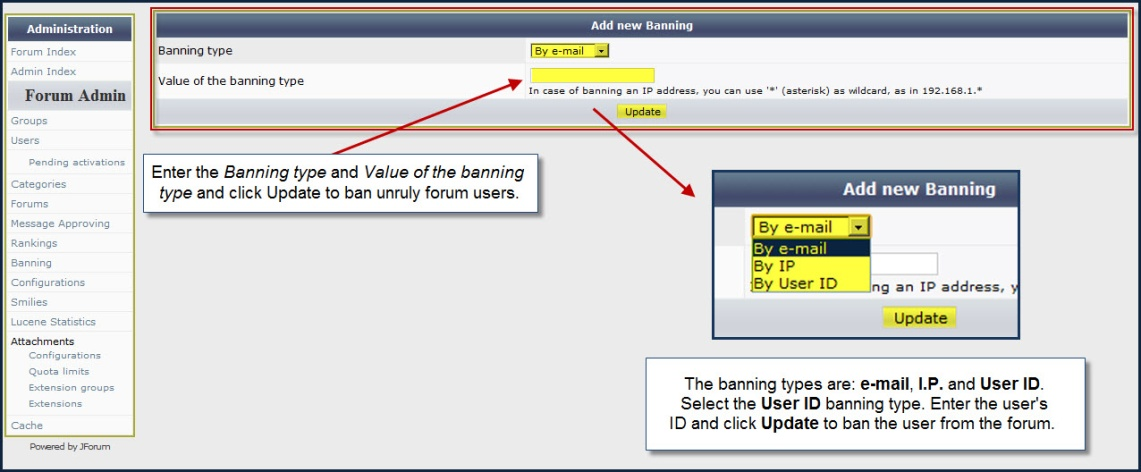 Administration
Forum Index
Admin Index
Forum Admin
Groups
Users
Pending activations
Categories
Forums
Message Approving
Rankings
Banning
Configurations
Smilies
Lucene Statistics
Attachments
Configurations
Quota limits
Extension groups
Extensions
Cache
Powered by JForum
Add new Banning
Banning type
By e-mail
Value of the banning type
In case of banning an IP address, you can use '*' (asterisk) as wildcard, as in 192.168.1.*
Update
Enter the Banning type and Value of the banning
type and click Update to ban unruly forum users.
Add new Banning
By e-mail
By e-mail
By IP
By User ID
ng an IP address, y
Update
The banning types are: e-mail, I.P. and User ID.
Select the User ID banning type. Enter the user's
ID and click Update to ban the user from the forum.